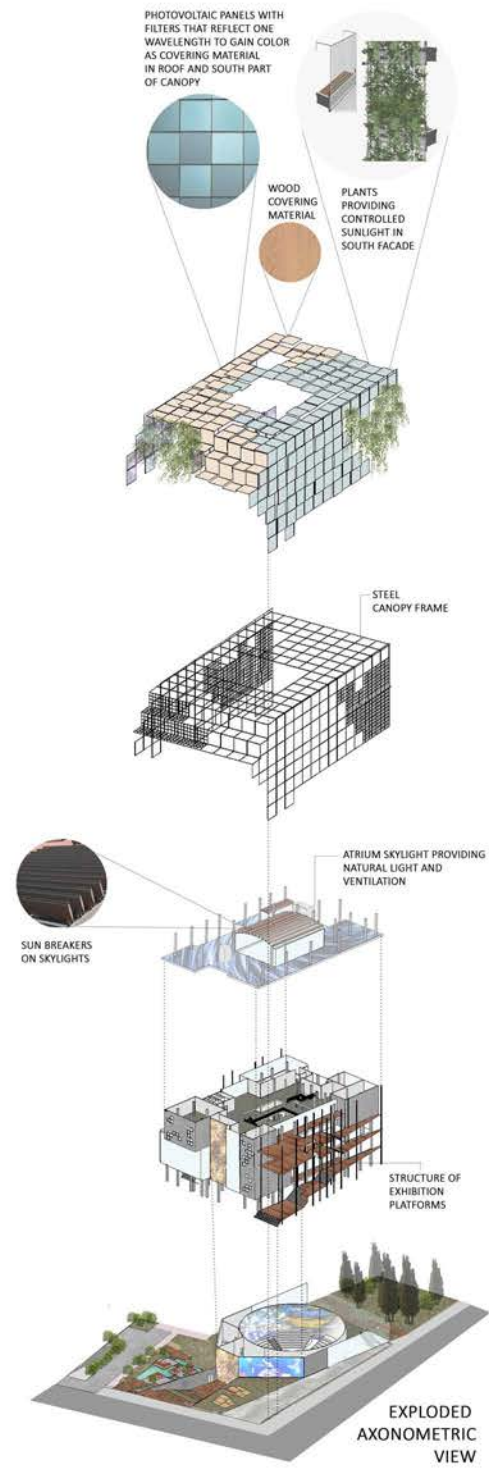 PHOTOVOLTAIC PANELS WITH
FILTERS THAT REFLECT ONE
WAVELENGTH TO GAIN COLOR
AS COVERING MATERIAL
IN ROOF AND SOUTH PART
OF CANOPY
WOOD
COVERING
MATERIAL
PLANTS
PROVIDING
CONTROLLED
SUNLIGHT IN
SOUTH FACADE
STEEL
CANOPY FRAME
ATRIUM SKYLIGHT PROVIDING
NATURAL LIGHT AND
VENTILATION
SUN BREAKERS
ON SKYLIGHTS
STRUCTURE OF
EXHIBITION
PLATFORMS
EXPLODED
AXONOMETRIC
VIEW